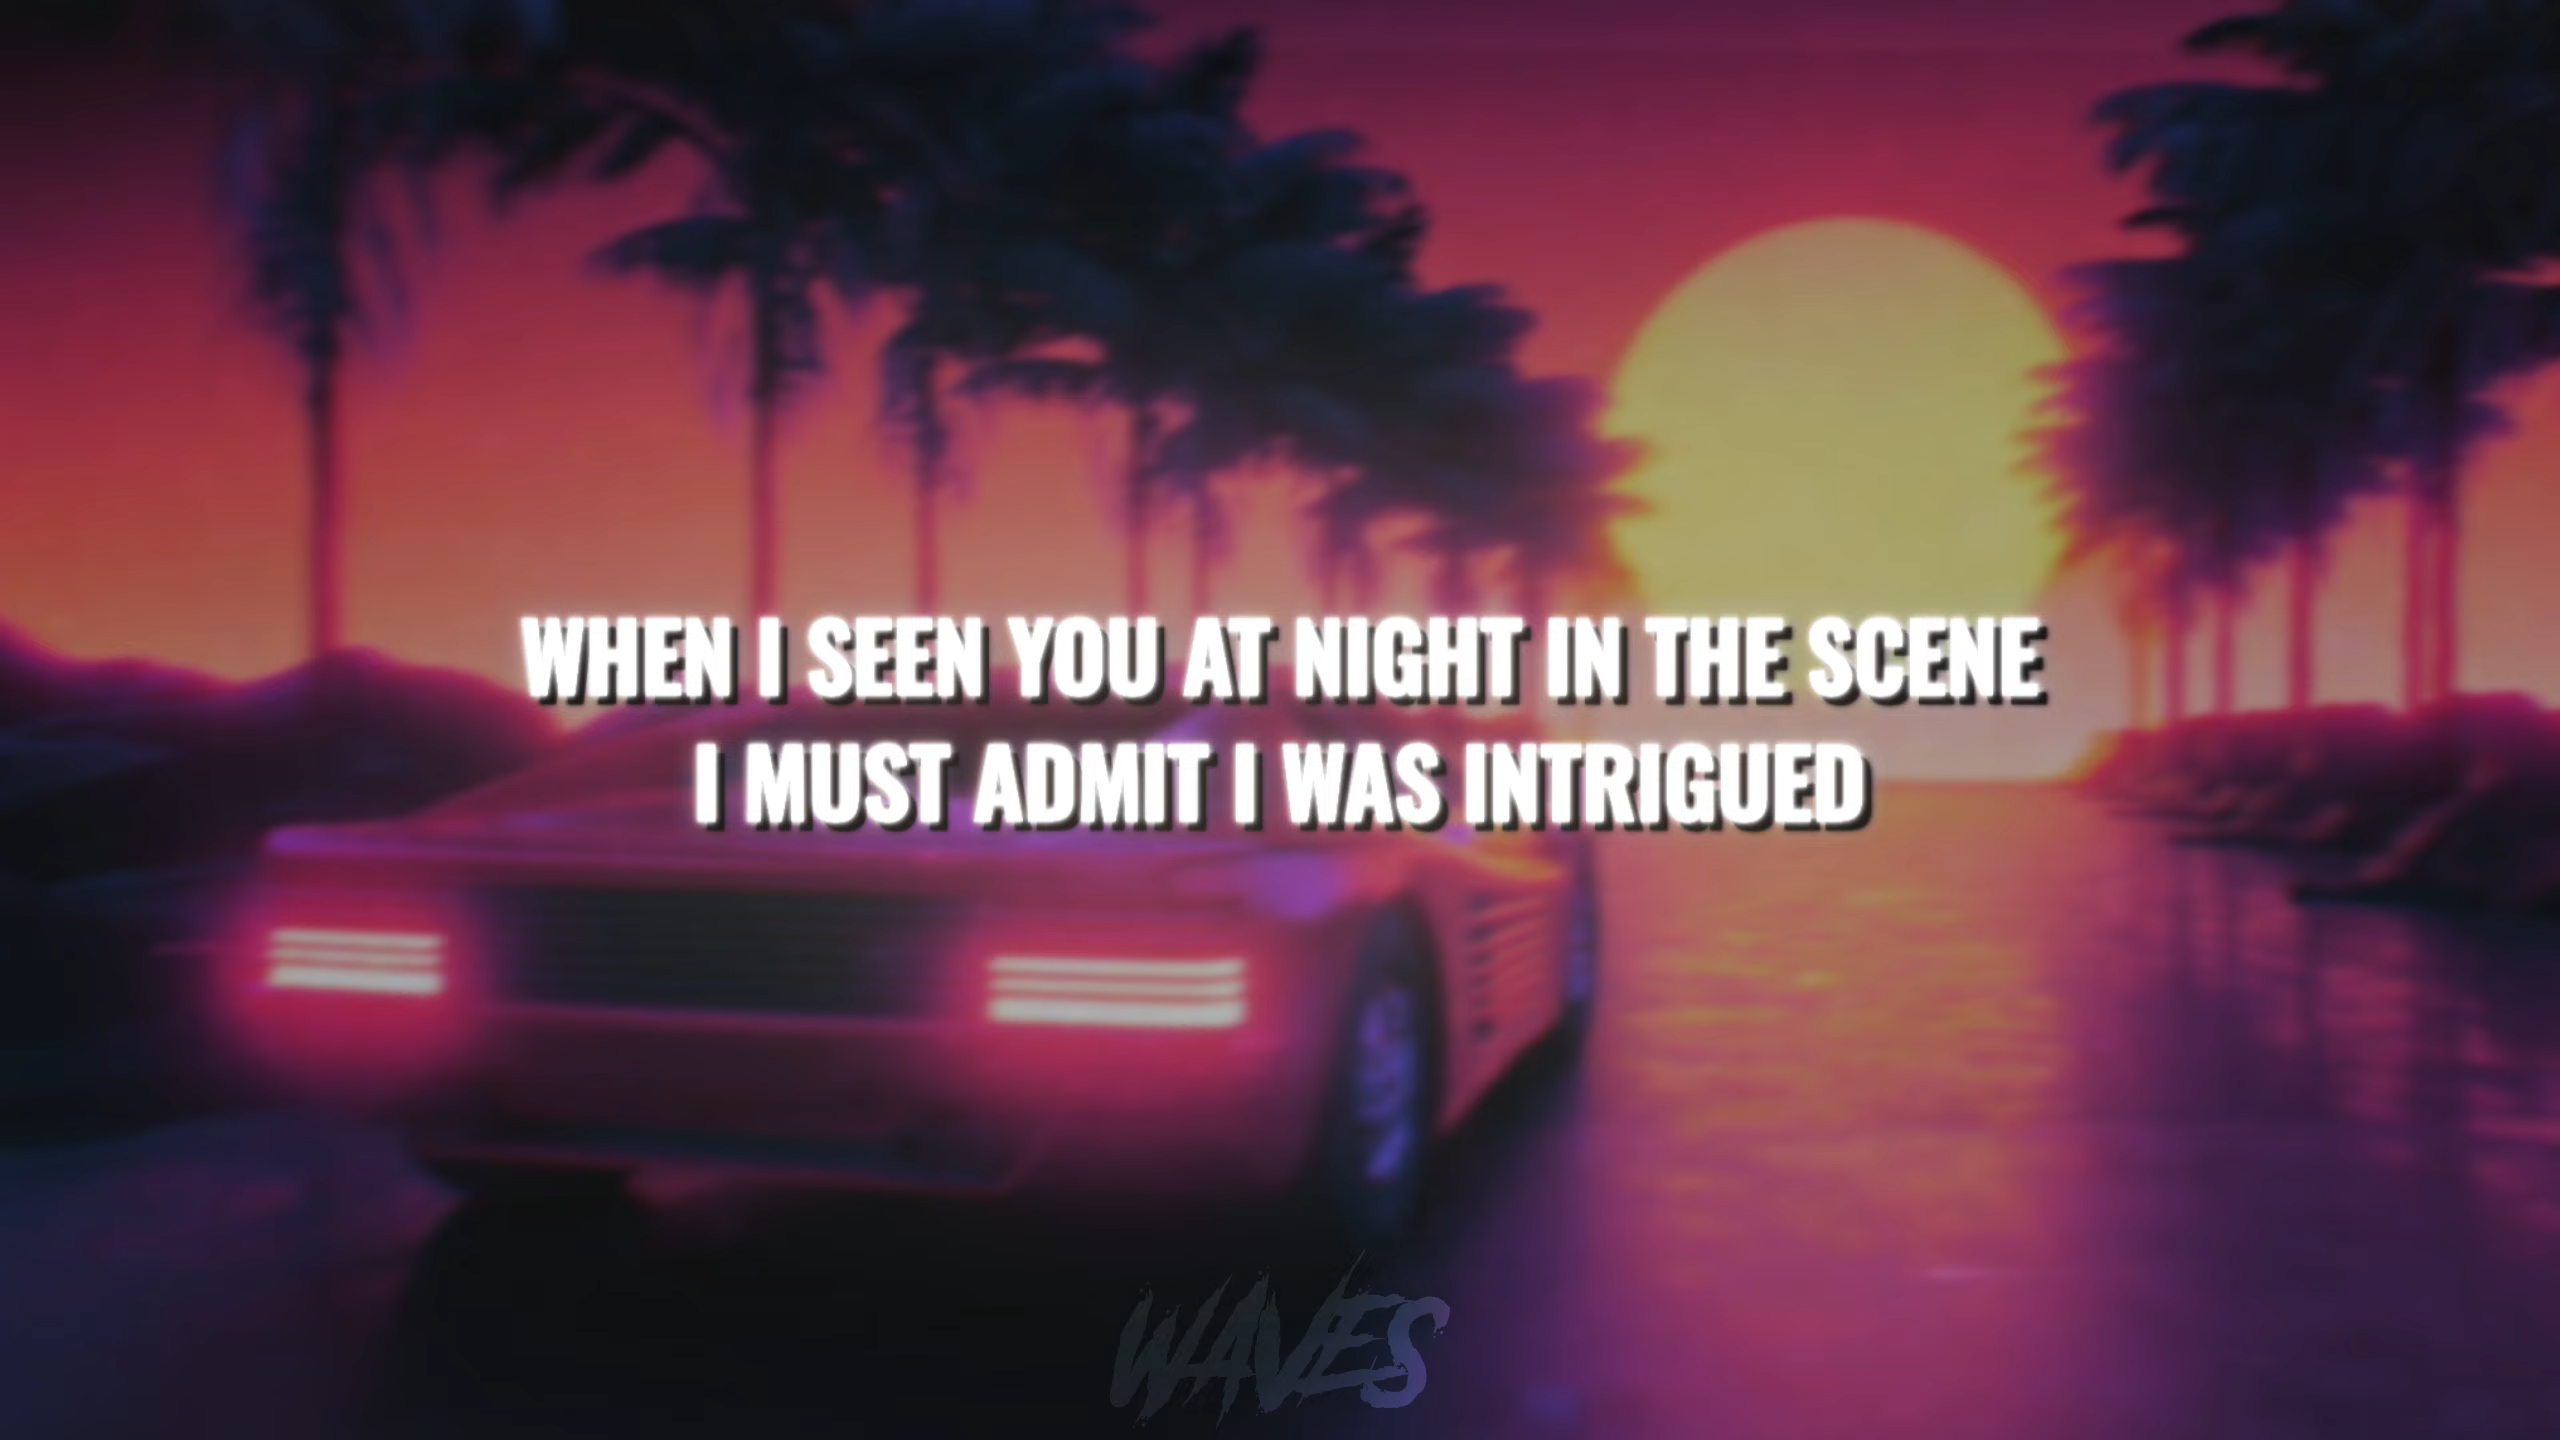 WHEN I SEEN YOU AT NIGHT IN THE SCENE
I MUST ADMIT I WAS INTRIGUED
WAVES